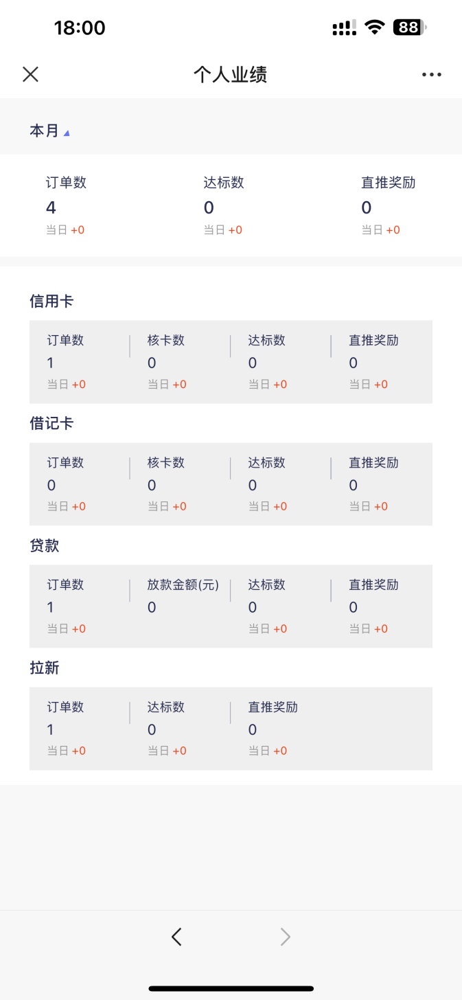 18:00
88
个人业绩
本月
订单数 达标数 直推奖励
4 0 0
当日 +0 当日 +0 当日 +0
信用卡
订单数 核卡数 达标数 直推奖励
1 0 0 0
当日 +0 当日 +0 当日 +0 当日 +0
借记卡
订单数 核卡数 达标数 直推奖励
0 0 0 0
当日 +0 当日 +0 当日 +0 当日 +0
贷款
订单数 放款金额(元) 达标数 直推奖励
1 0 0 0
当日 +0 当日 +0 当日 +0
拉新
订单数 达标数 直推奖励
1 0 0
当日 +0 当日 +0 当日 +0